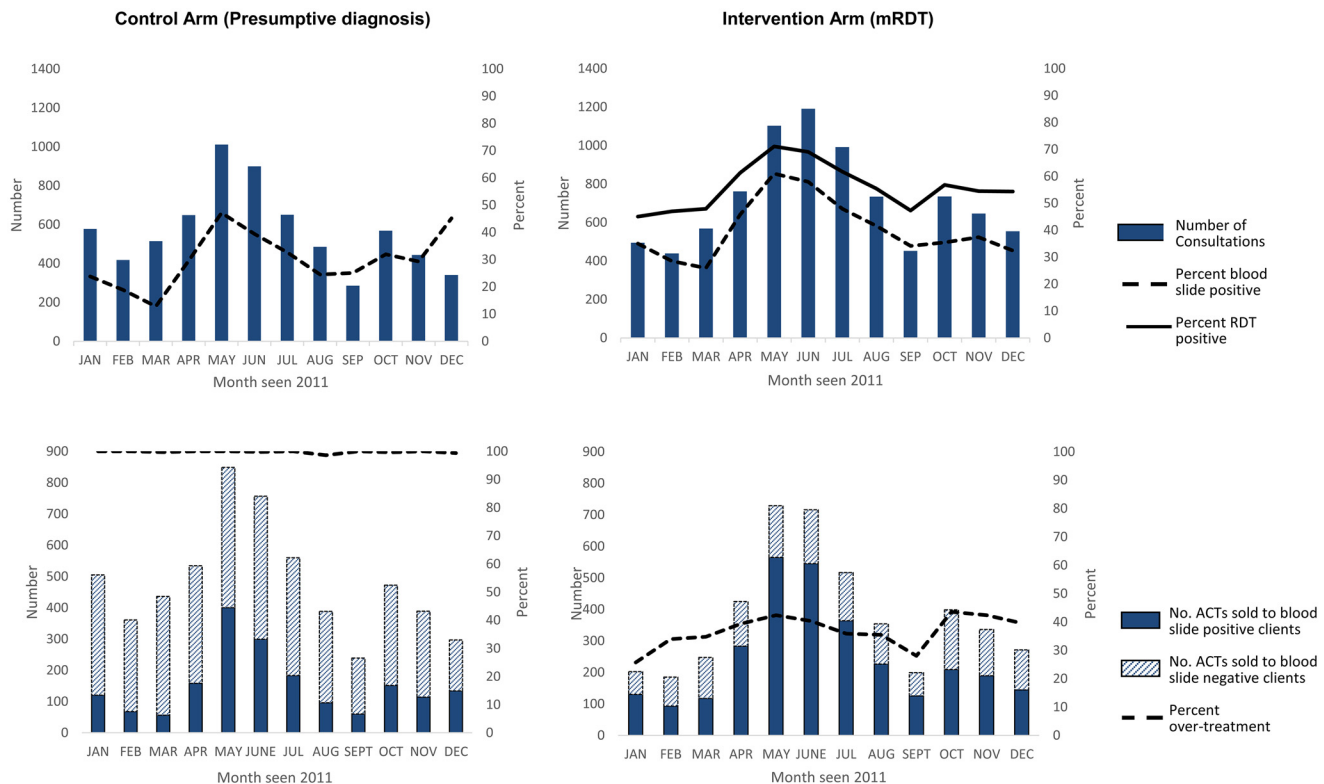 Control Arm (Presumptive diagnosis)
Intervention Arm (mRDT)
1400
1200
1000
800
600
400
200
0
Number
100
90
80
70
60
50
40
30
20
10
0
Percent
JAN FEB MAR APR MAY JUN JUL AUG SEP OCT NOV DEC
Month seen 2011
1400
1200
1000
800
600
400
200
0
Number
100
90
80
70
60
50
40
30
20
10
0
Percent
JAN FEB MAR APR MAY JUN JUL AUG SEP OCT NOV DEC
Month seen 2011
Number of
Consultations
Percent blood
slide positive
Percent RDT
positive
900
800
700
600
500
400
300
200
100
0
Number
100
90
80
70
60
50
40
30
20
10
0
Percent
JAN FEB MAR APR MAY JUNE JUL AUG SEPT OCT NOV DEC
Month seen 2011
900
800
700
600
500
400
300
200
100
0
Number
100
90
80
70
60
50
40
30
20
10
0
Percent
JAN FEB MAR APR MAY JUNE JUL AUG SEPT OCT NOV DEC
Month seen 2011
No. ACTs sold to blood
slide positive clients
No. ACTs sold to blood
slide negative clients
Percent
over-treatment